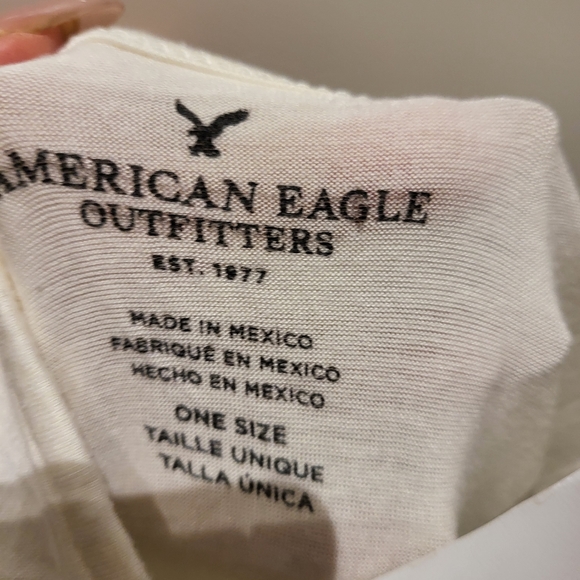 AMERICAN EAGLE
OUTFITTERS
EST. 1977
MADE IN MEXICO
FABRIQUÉ EN MEXICO
HECHO EN MEXICO
ONE SIZE
TAILLE UNIQUE
TALLA ÚNICA